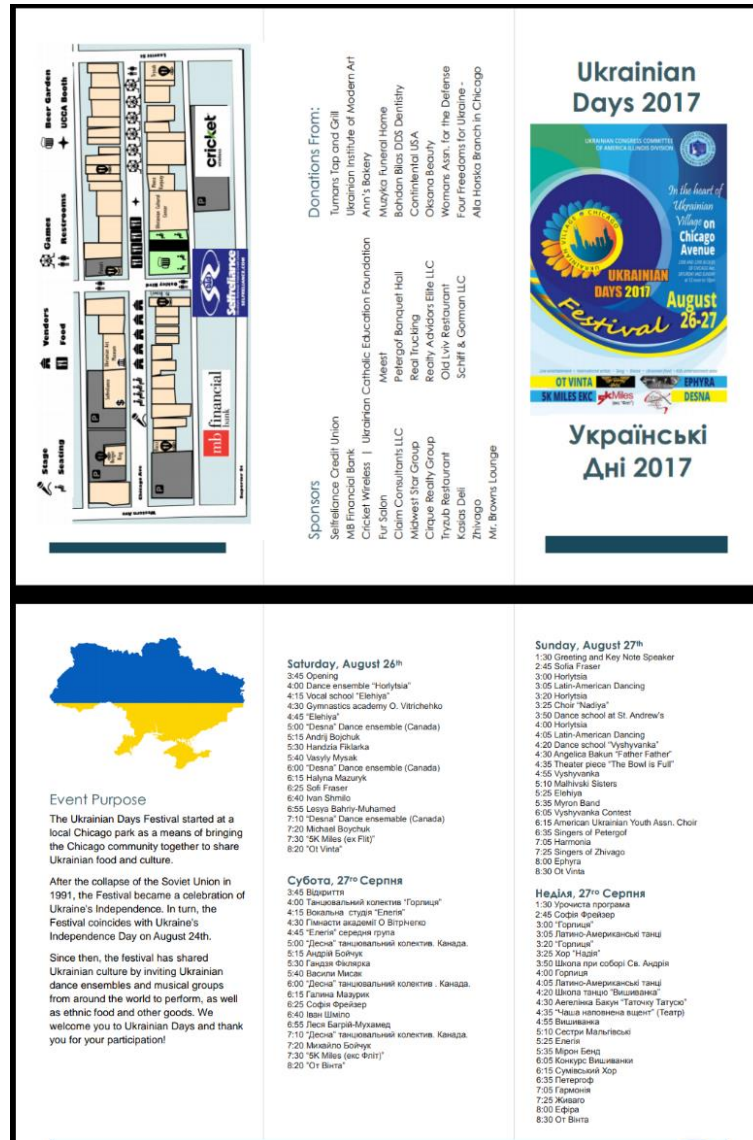 Stage
Seating
Vendors
Food
Games
Restrooms
Beer Garden
UCCA Booth
Western Ave
Chicago Ave
Superior St
Leavitt St
Oakley Blvd
P
P
P
P
$
mb financial
bank
Selfreliance
SELFRELIANCE.COM
cricket
Sponsors
Selfreliance Credit Union
MB Financial Bank
Cricket Wireless | Ukrainian Catholic Education Foundation
Fur Salon
Meest
Claim Consultants LLC
Petergof Banquet Hall
Midwest Star Group
Real Trucking
Cirque Realty Group
Realty Advidors Elite LLC
Tryzub Restaurant
Old Lviv Restaurant
Kasias Deli
Schiff & Gorman LLC
Zhivago
Mr. Browns Lounge
Donations From:
Tumans Tap and Grill
Ukrainian Institute of Modern Art
Ann's Bakery
Muzyka Funeral Home
Bohdan Bilas DDS Dentistry
Contintental USA
Oksana Beauty
Womans Assn. for the Defense
Four Freedoms for Ukraine -
Alla Horska Branch in Chicago
Ukrainian
Days 2017
UKRAINIAN CONGRESS COMMITTEE
OF AMERICA ILLINOIS DIVISION
In the heart of
Ukrainian
Village on
Chicago
Avenue
UKRAINIAN VILLAGE CHICAGO
UKRAINIAN
DAYS 2017
Festival
August
26-27
OT VINTA
EPHYRA
5K MILES EKC
5kMiles
DESNA
Українські
Дні 2017
Event Purpose
The Ukrainian Days Festival started at a
local Chicago park as a means of bringing
the Chicago community together to share
Ukrainian food and culture.
After the collapse of the Soviet Union in
1991, the Festival became a celebration of
Ukraine's Independence. In turn, the
Festival coincides with Ukraine's
Independence Day on August 24th.
Since then, the festival has shared
Ukrainian culture by inviting Ukrainian
dance ensembles and musical groups
from around the world to perform, as well
as ethnic food and other goods. We
welcome you to Ukrainian Days and thank
you for your participation!
Saturday, August 26th
3:45 Opening
4:00 Dance ensemble "Horlytsia"
4:15 Vocal school "Elehiya"
4:30 Gymnastics academy O. Vitrichehko
4:45 "Elehiya"
5:00 "Desna" Dance ensemble (Canada)
5:15 Andrij Bojchuk
5:30 Handzia Fiklarka
5:40 Vasyly Mysak
6:00 "Desna" Dance ensemble (Canada)
6:15 Halyna Mazuryk
6:25 Sofi Fraser
6:40 Ivan Shmilo
6:55 Lesya Bahriy-Muhamed
7:10 "Desna" Dance ensemable (Canada)
7:20 Michael Boychuk
7:30 "5K Miles (ex Flit)"
8:20 "Ot Vinta"
Субота, 27го Серпня
3:45 Відкриття
4:00 Танцювальний колектив "Горлиця"
4:15 Вокальна студія "Елегія"
4:30 Гімнасти академії О Вітрічегко
4:45 "Елегія" середня група
5:00 "Десна" танцювальний колектив. Канада.
5:15 Андрій Бойчук
5:30 Гандзя Фіклярка
5:40 Васили Мисак
6:00 "Десна" танцювальний колектив . Канада.
6:15 Галина Мазурик
6:25 Софія Фрейзер
6:40 Іван Шміло
6:55 Леся Багрій-Мухамед
7:10 "Десна" танцювальний колектив. Канада.
7:20 Михайло Бойчук
7:30 "5K Miles (екс Фліт)"
8:20 "От Вінта"
Sunday, August 27th
1:30 Greeting and Key Note Speaker
2:45 Sofia Fraser
3:00 Horlytsia
3:05 Latin-American Dancing
3:20 Horlytsia
3:25 Choir "Nadiya"
3:50 Dance school at St. Andrew's
4:00 Horlytsia
4:05 Latin-American Dancing
4:20 Dance school "Vyshyvanka"
4:30 Angelica Bakun "Father Father"
4:35 Theater piece "The Bowl is Full"
4:55 Vyshyvanka
5:10 Malhivski Sisters
5:25 Elehiya
5:35 Myron Band
6:05 Vyshyvanka Contest
6:15 American Ukrainian Youth Assn. Choir
6:35 Singers of Petergof
7:05 Harmonia
7:25 Singers of Zhivago
8:00 Ephyra
8:30 Ot Vinta
Неділя, 27го Серпня
1:30 Урочиста програма
2:45 Софія Фрейзер
3:00 "Горлиця"
3:05 Латино-Американські танці
3:20 "Горлиця"
3:25 Хор "Надія"
3:50 Школа при соборі Св. Андрія
4:00 Горлиця
4:05 Латино-Американські танці
4:20 Школа танцю "Вишиванка"
4:30 Аегелінка Бакун "Таточку Татусю"
4:35 "Чаша наповнена вщент" (Театр)
4:55 Вишиванка
5:10 Сестри Мальгівські
5:25 Елегія
5:35 Мірон Бенд
6:05 Конкурс Вишиванки
6:15 Сумівський Хор
6:35 Петергоф
7:05 Гармонія
7:25 Живаго
8:00 Ефіра
8:30 От Вінта